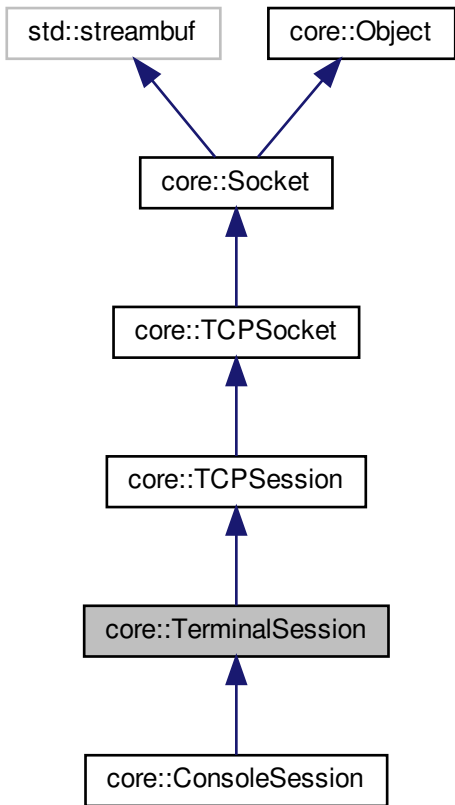 std::streambuf
core::Object
core::Socket
core::TCPSocket
core::TCPSession
core::TerminalSession
core::ConsoleSession